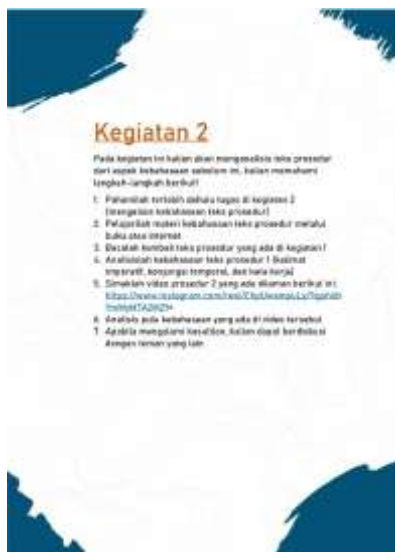 Kegiatan 2
Pada kegiatan ini kalian akan menganalisis teks prosedur
dari aspek kebahasaan sebelum ini, kalian memahami
langkah-langkah berikut!
1. Pahamilah terlebih dahulu tugas di kegiatan 2
(mengalisis kebahasaan teks prosedur)
2. Pelajarilah materi kebahasaan teks prosedur melalui
buku atau internet
3. Bacalah kembali teks prosedur yang ada di kegiatan 1
4. Analisislah kebahasaan teks prosedur 1 (kalimat
imperatif, konjungsi temporal, dan kata kerja)
5. Simaklah video prosedur 2 yang ada dilaman berikut ini.
6. Analisis pula kebahasaan yang ada di video tersebut
7. Apabila mengalami kesulitan, kalian dapat berdiskusi
dengan teman yang lain